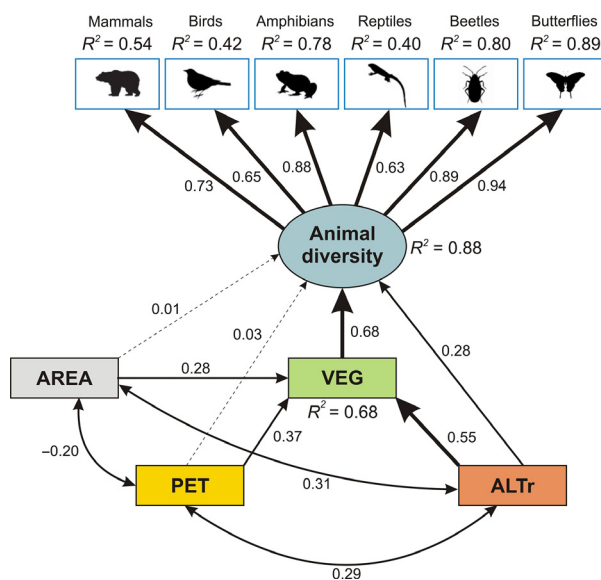 Mammals Birds Amphibians Reptiles Beetles Butterflies
R² = 0.54 R² = 0.42 R² = 0.78 R² = 0.40 R² = 0.80 R² = 0.89
0.73 0.65 0.88 0.63 0.89 0.94
Animal
diversity
R² = 0.88
0.01
0.03
0.68
0.28
AREA
0.28
VEG
R² = 0.68
0.37
0.55
−0.20
0.31
PET
ALTr
0.29